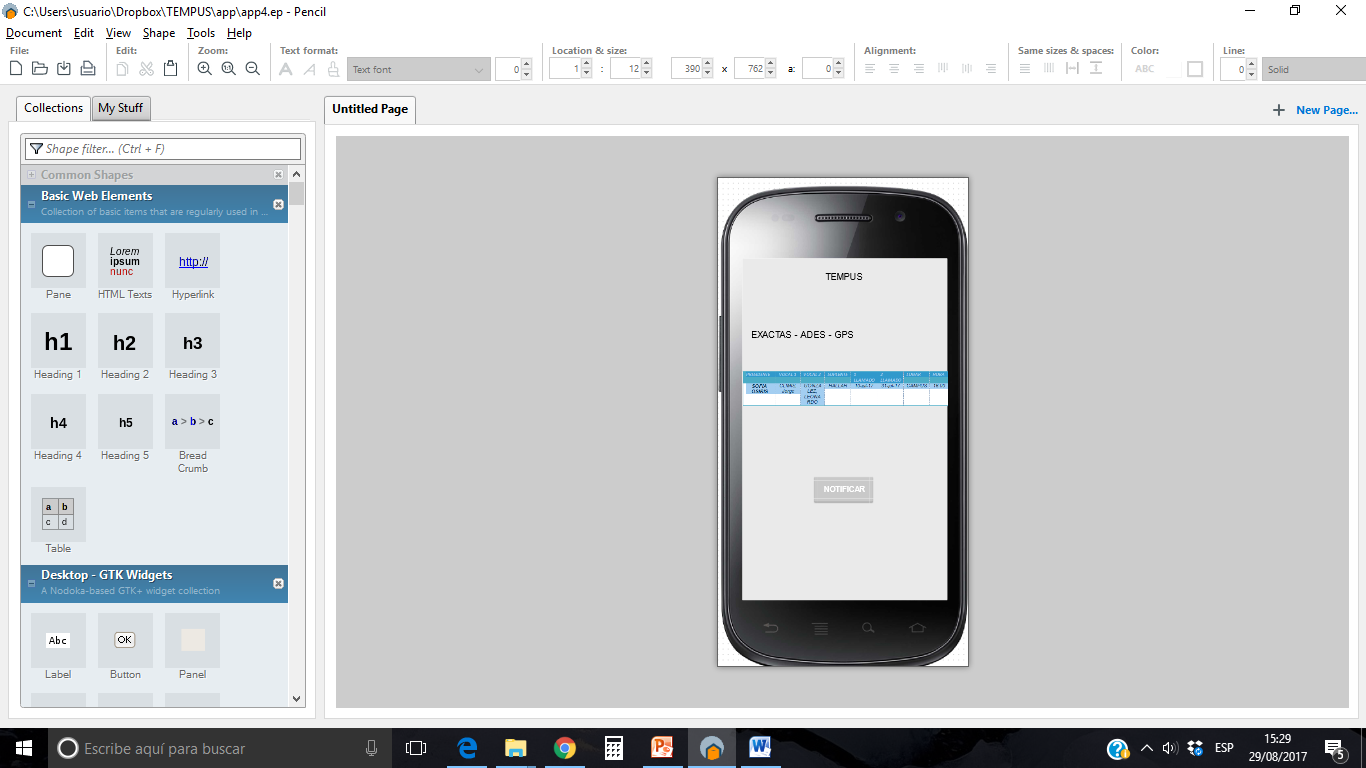 C:\Users\usuario\Dropbox\TEMPUS\app\app4.ep - Pencil
Document Edit View Shape Tools Help
File: Edit: Zoom: Text format: Location & size: Alignment: Same sizes & spaces: Color: Line:
Text font 0 1 : 12 390 x 762 a: 0 ABC 0 Solid
Collections My Stuff
Untitled Page
New Page...
Shape filter... (Ctrl + F)
Common Shapes
Basic Web Elements
Collection of basic items that are regularly used in ...
Lorem
ipsum
nunc
http://
Pane HTML Texts Hyperlink
h1 h2 h3
Heading 1 Heading 2 Heading 3
h4 h5 a > b > c
Heading 4 Heading 5 Bread
Crumb
a b
c d
Table
Desktop - GTK Widgets
A Nodoka-based GTK+ widget collection
Abc OK
Label Button Panel
TEMPUS
EXACTAS - ADES - GPS
NOTIFICAR
Escribe aquí para buscar
ESP
15:29
29/08/2017
5